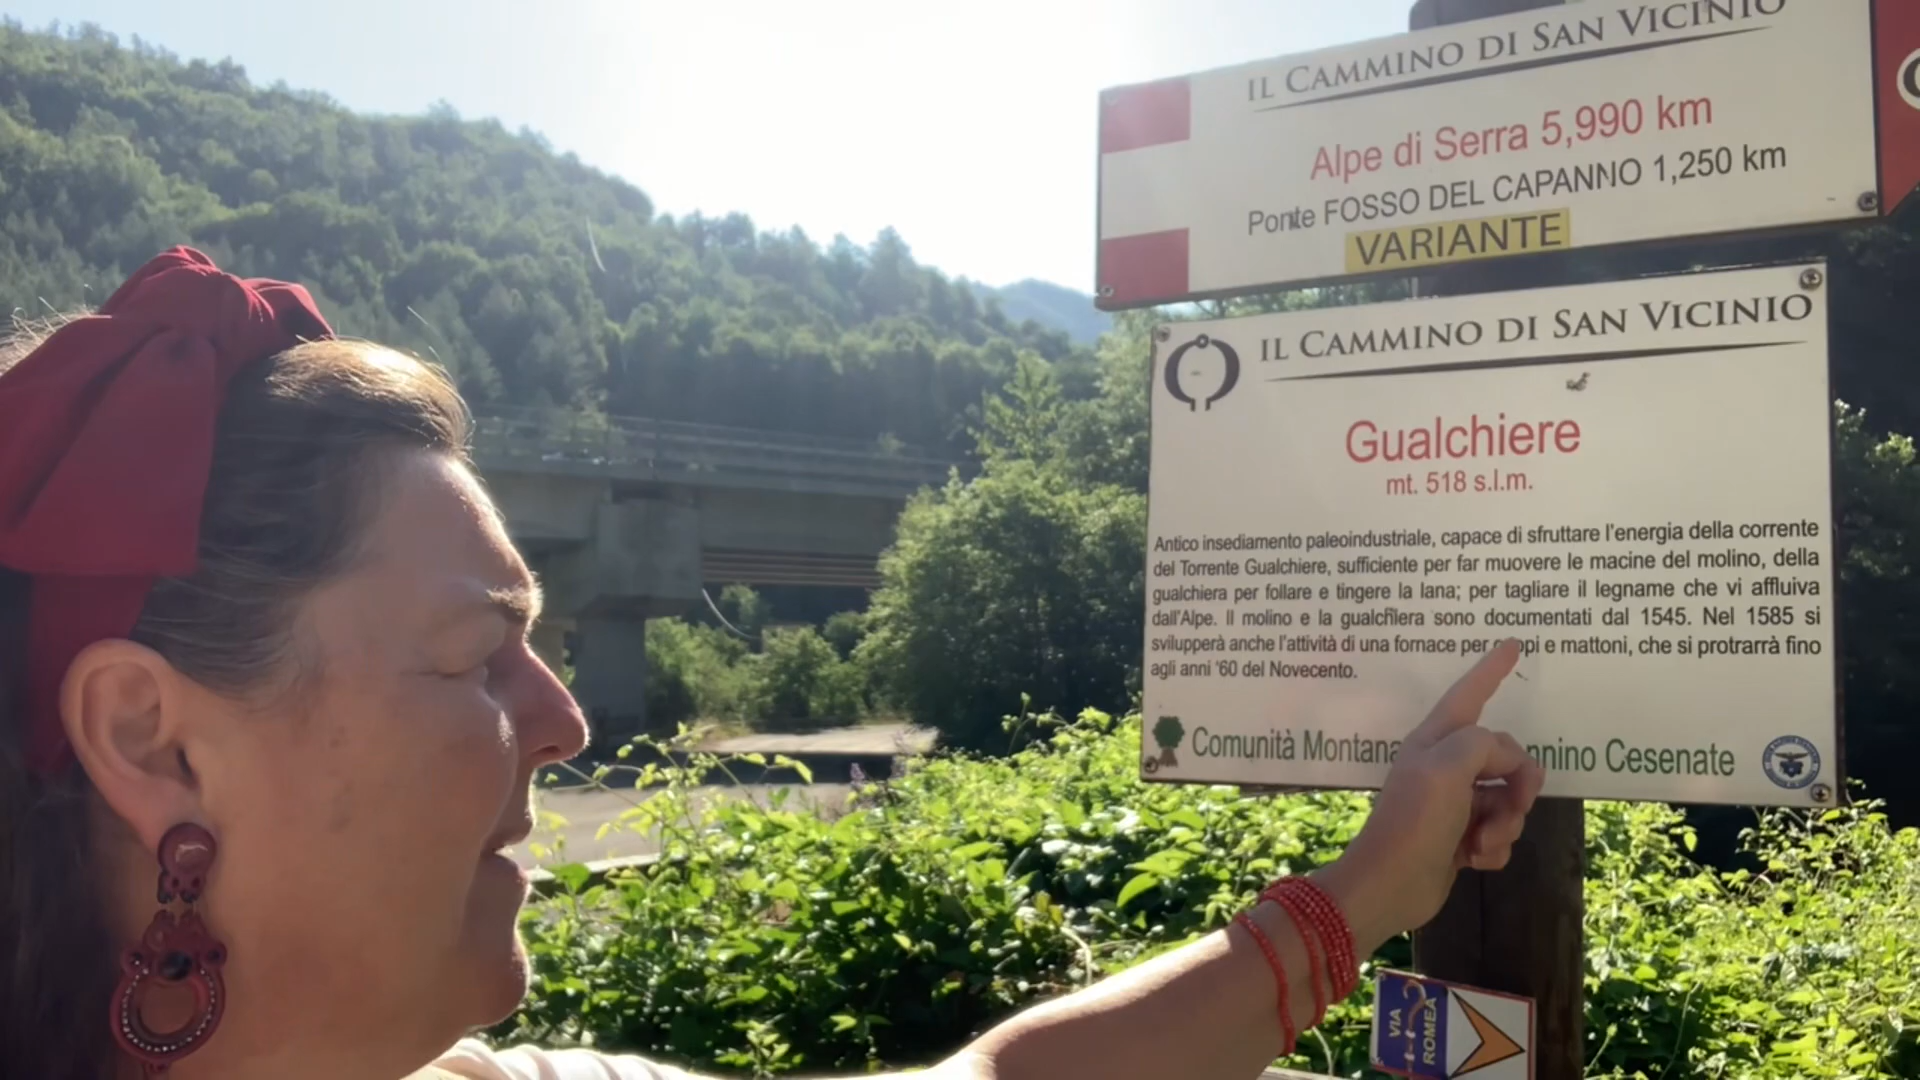 IL CAMMINO DI SAN VICINIO
Alpe di Serra 5,990 km
Ponte FOSSO DEL CAPANNO 1,250 km
VARIANTE
IL CAMMINO DI SAN VICINIO
Gualchiere
mt. 518 s.l.m.
Antico insediamento paleoindustriale, capace di sfruttare l'energia della corrente
del Torrente Gualchiere, sufficiente per far muovere le macine del molino, della
gualchiera per follare e tingere la lana; per tagliare il legname che vi affluiva
dall'Alpe. Il molino e la gualchiera sono documentati dal 1545. Nel 1585 si
svilupperà anche l'attività di una fornace per e mattoni, che si protrarrà fino
agli anni '60 del Novecento.
Comunità Montana Cesenate
VIA
ROMEA